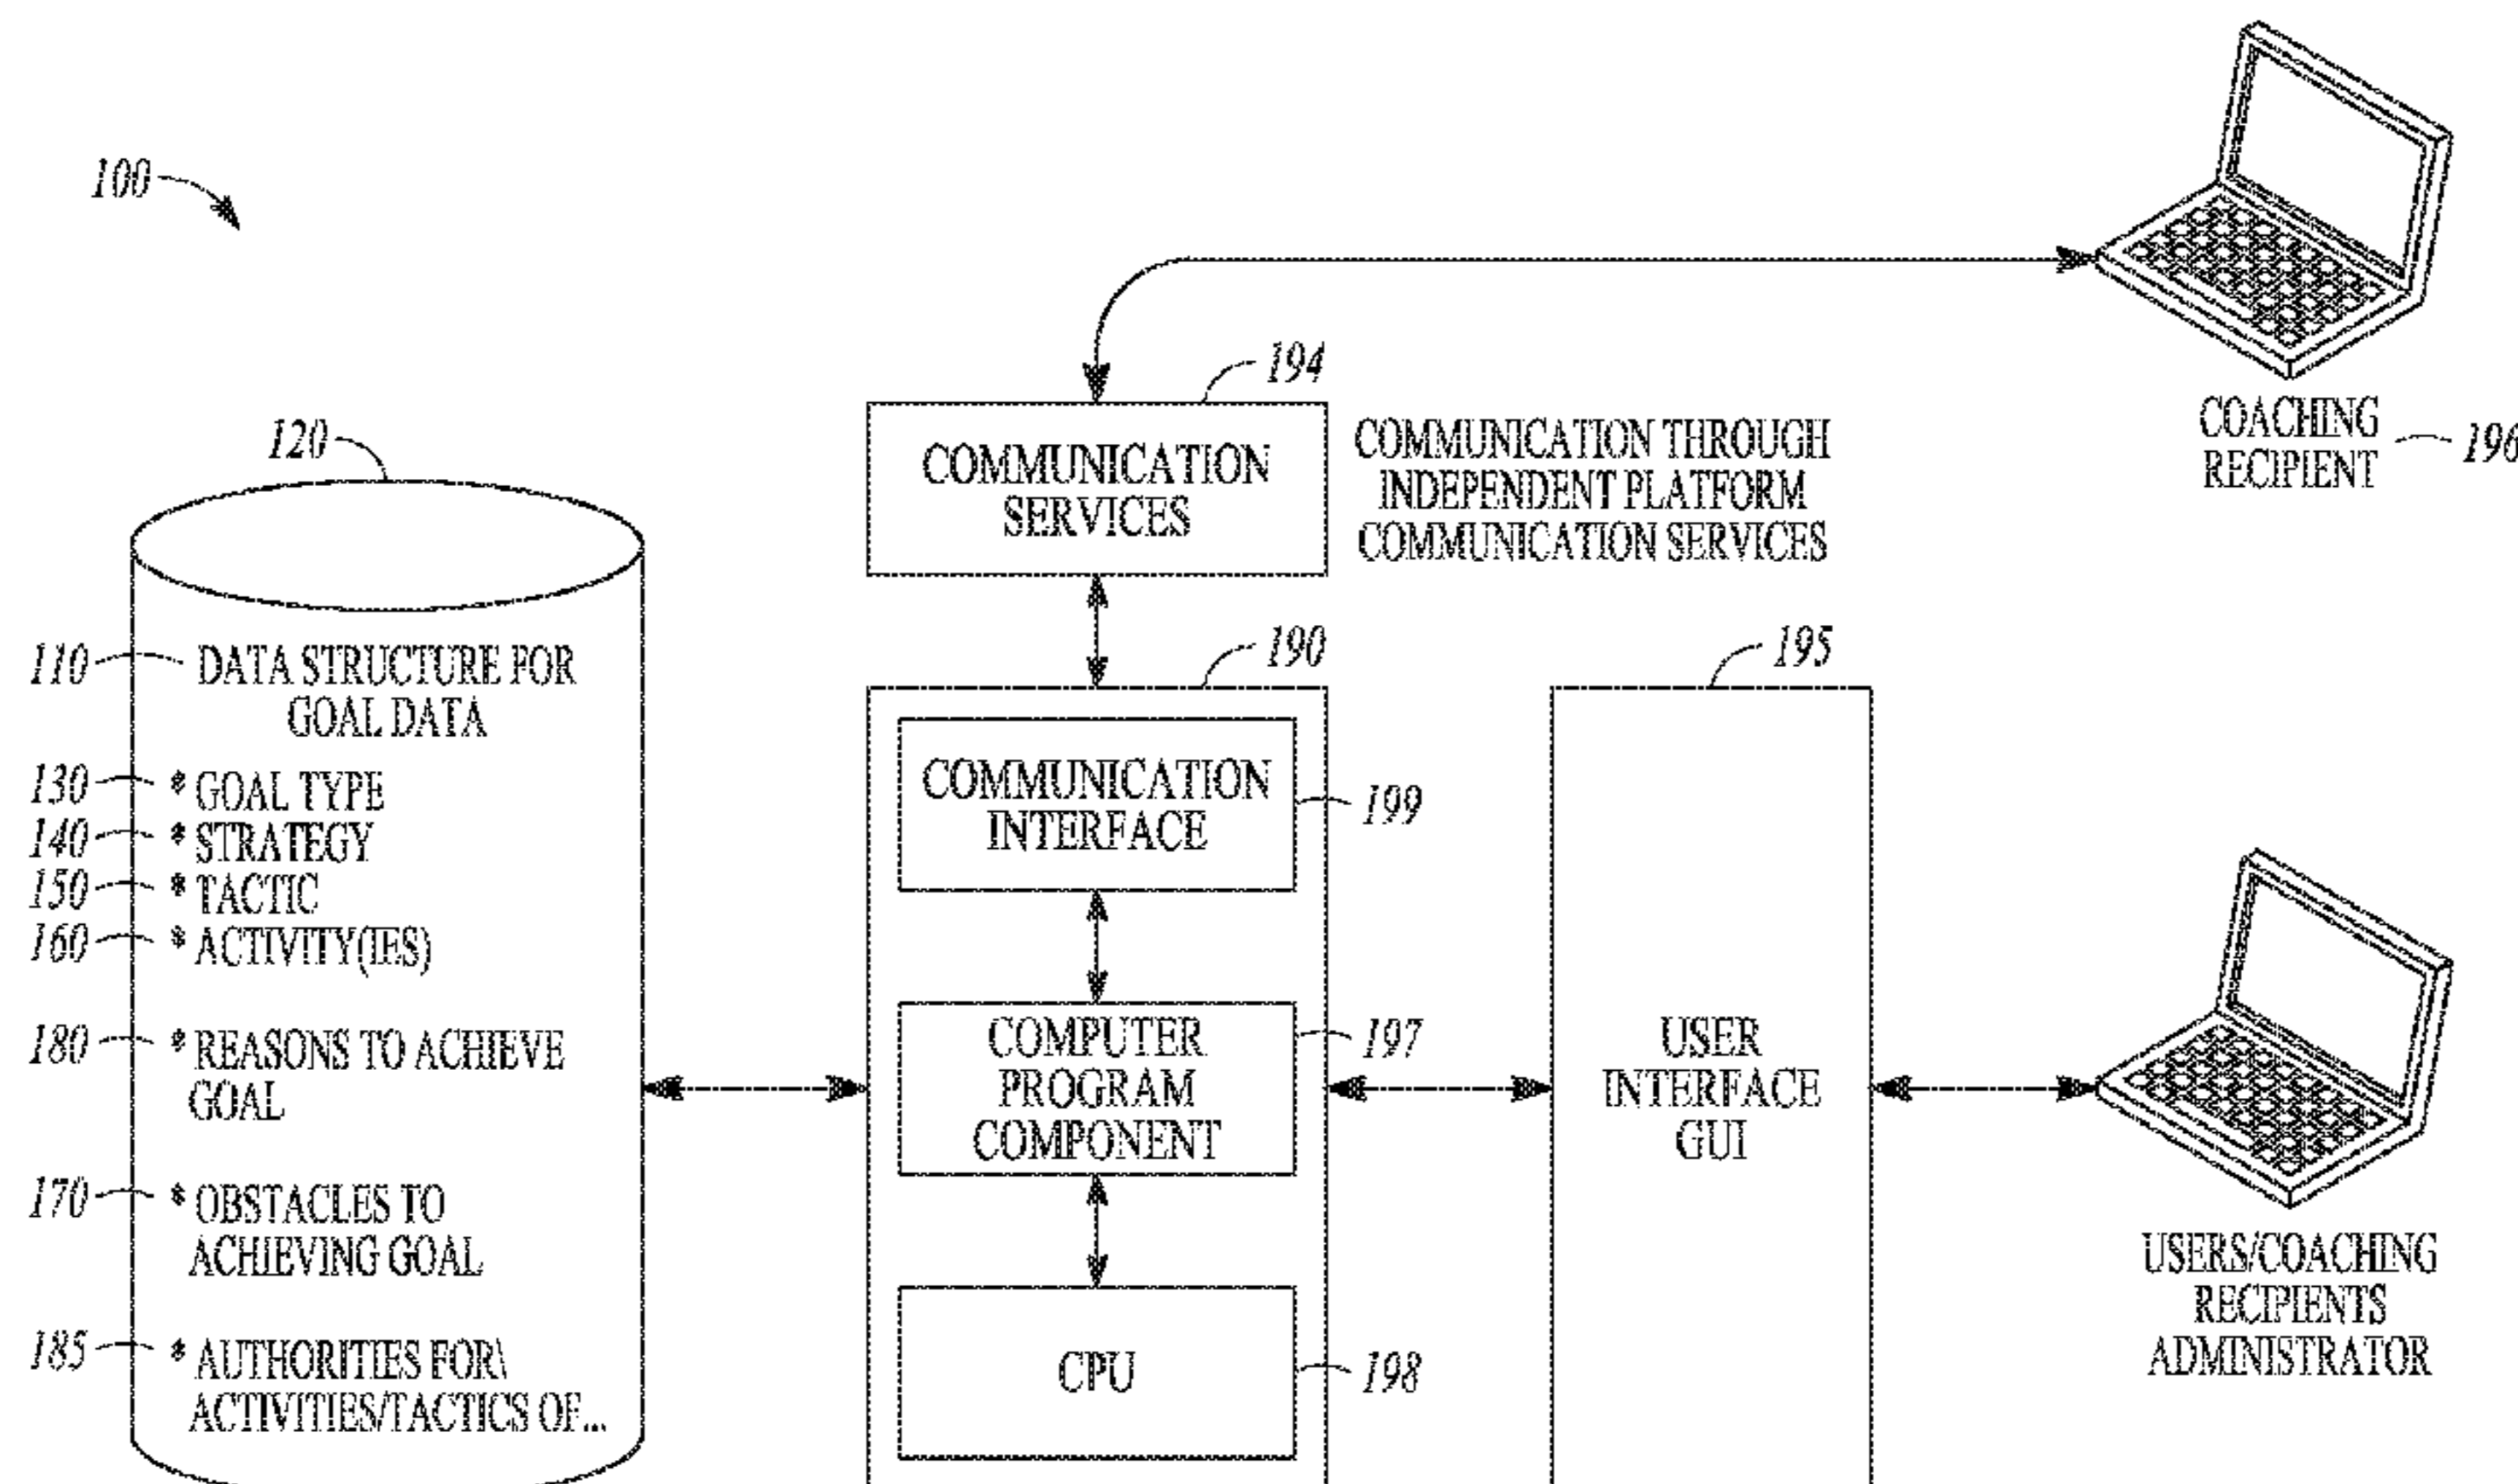 100
194
COMMUNICATION
SERVICES
COMMUNICATION THROUGH
INDEPENDENT PLATFORM
COMMUNICATION SERVICES
COACHING
RECIPIENT
196
120
110
DATA STRUCTURE FOR
GOAL DATA
130 * GOAL TYPE
140 * STRATEGY
150 * TACTIC
160 * ACTIVITY(IES)
180 * REASONS TO ACHIEVE
GOAL
170 * OBSTACLES TO
ACHIEVING GOAL
185 * AUTHORITIES FOR\
ACTIVITIES/TACTICS OF...
190
COMMUNICATION
INTERFACE
199
COMPUTER
PROGRAM
COMPONENT
197
CPU
198
195
USER
INTERFACE
GUI
USERS/COACHING
RECIPIENTS
ADMINISTRATOR